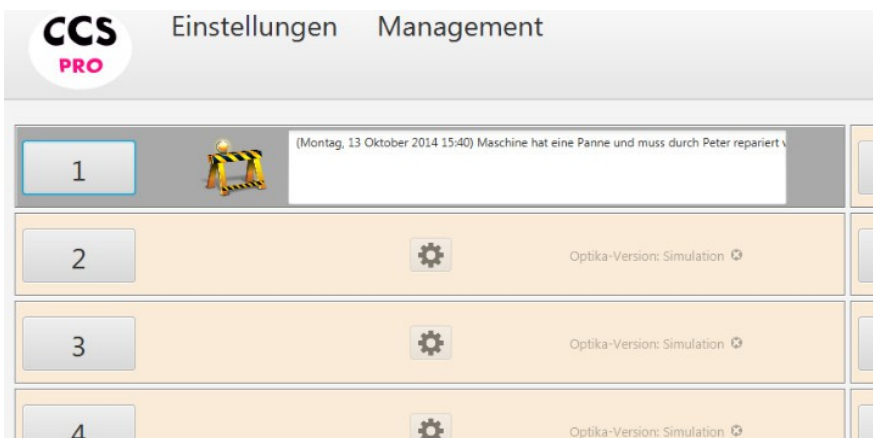 CCS
PRO
Einstellungen Management
1
(Montag, 13 Oktober 2014 15:40) Maschine hat eine Panne und muss durch Peter repariert
2
Optika-Version: Simulation
3
Optika-Version: Simulation
4
Optika-Version: Simulation